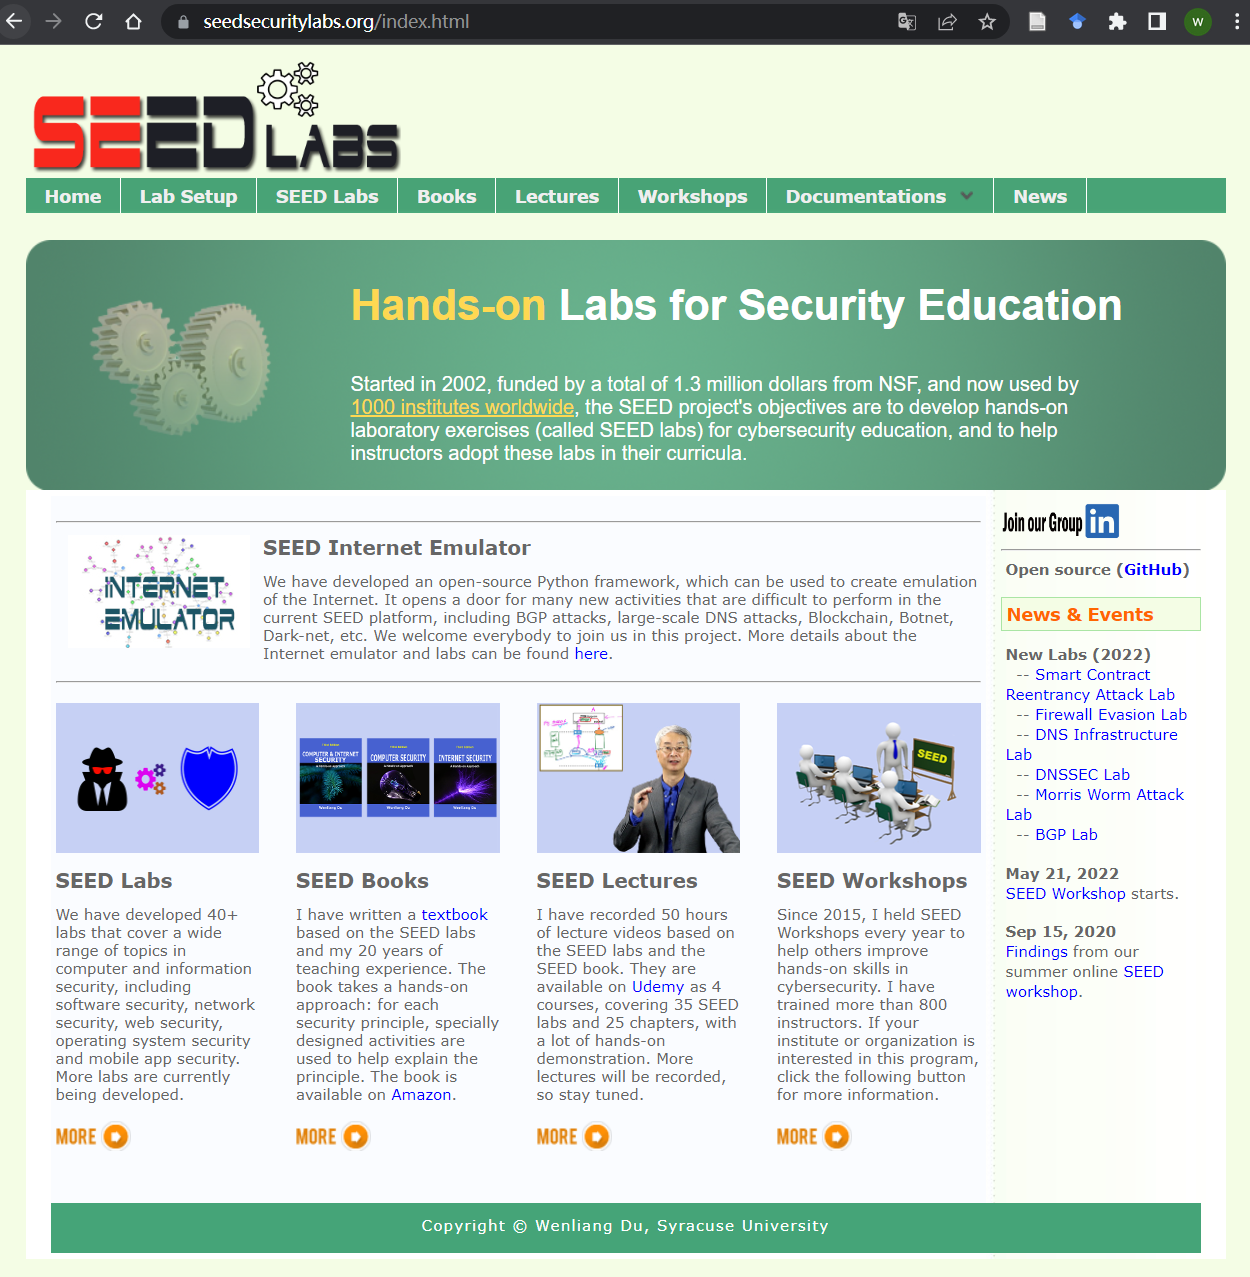 seedsecuritylabs.org/index.html
W
SEED LABS
Home
Lab Setup
SEED Labs
Books
Lectures
Workshops
Documentations
News
Hands-on Labs for Security Education
Started in 2002, funded by a total of 1.3 million dollars from NSF, and now used by
1000 institutes worldwide, the SEED project's objectives are to develop hands-on
laboratory exercises (called SEED labs) for cybersecurity education, and to help
instructors adopt these labs in their curricula.
INTERNET
EMULATOR
SEED Internet Emulator
We have developed an open-source Python framework, which can be used to create emulation
of the Internet. It opens a door for many new activities that are difficult to perform in the
current SEED platform, including BGP attacks, large-scale DNS attacks, Blockchain, Botnet,
Dark-net, etc. We welcome everybody to join us in this project. More details about the
Internet emulator and labs can be found here.
SEED Labs
We have developed 40+
labs that cover a wide
range of topics in
computer and information
security, including
software security, network
security, web security,
operating system security
and mobile app security.
More labs are currently
being developed.
MORE
COMPUTER & INTERNET
SECURITY
Wenliang Du
COMPUTER SECURITY
Wenliang Du
INTERNET SECURITY
Wenliang Du
SEED Books
I have written a textbook
based on the SEED labs
and my 20 years of
teaching experience. The
book takes a hands-on
approach: for each
security principle, specially
designed activities are
used to help explain the
principle. The book is
available on Amazon.
MORE
SEED Lectures
I have recorded 50 hours
of lecture videos based on
the SEED labs and the
SEED book. They are
available on Udemy as 4
courses, covering 35 SEED
labs and 25 chapters, with
a lot of hands-on
demonstration. More
lectures will be recorded,
so stay tuned.
MORE
SEED
SEED Workshops
Since 2015, I held SEED
Workshops every year to
help others improve
hands-on skills in
cybersecurity. I have
trained more than 800
instructors. If your
institute or organization is
interested in this program,
click the following button
for more information.
MORE
Join our Group in
Open source (GitHub)
News & Events
New Labs (2022)
-- Smart Contract
Reentrancy Attack Lab
-- Firewall Evasion Lab
-- DNS Infrastructure
Lab
-- DNSSEC Lab
-- Morris Worm Attack
Lab
-- BGP Lab
May 21, 2022
SEED Workshop starts.
Sep 15, 2020
Findings from our
summer online SEED
workshop.
Copyright © Wenliang Du, Syracuse University